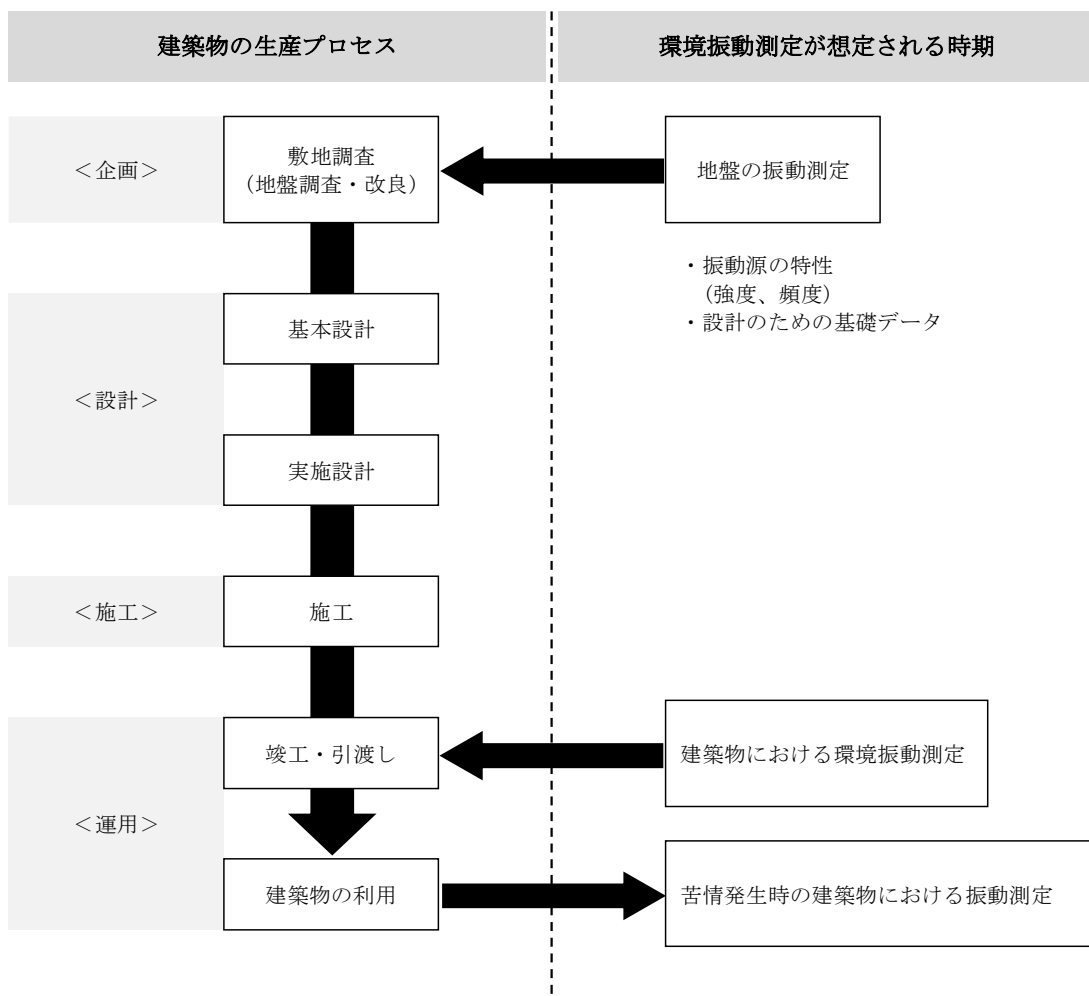 建築物の生産プロセス
環境振動測定が想定される時期
＜企画＞
敷地調査
（地盤調査・改良）
地盤の振動測定
・振動源の特性
（強度、頻度）
・設計のための基礎データ
基本設計
＜設計＞
実施設計
＜施工＞
施工
竣工・引渡し
建築物における環境振動測定
＜運用＞
建築物の利用
苦情発生時の建築物における振動測定